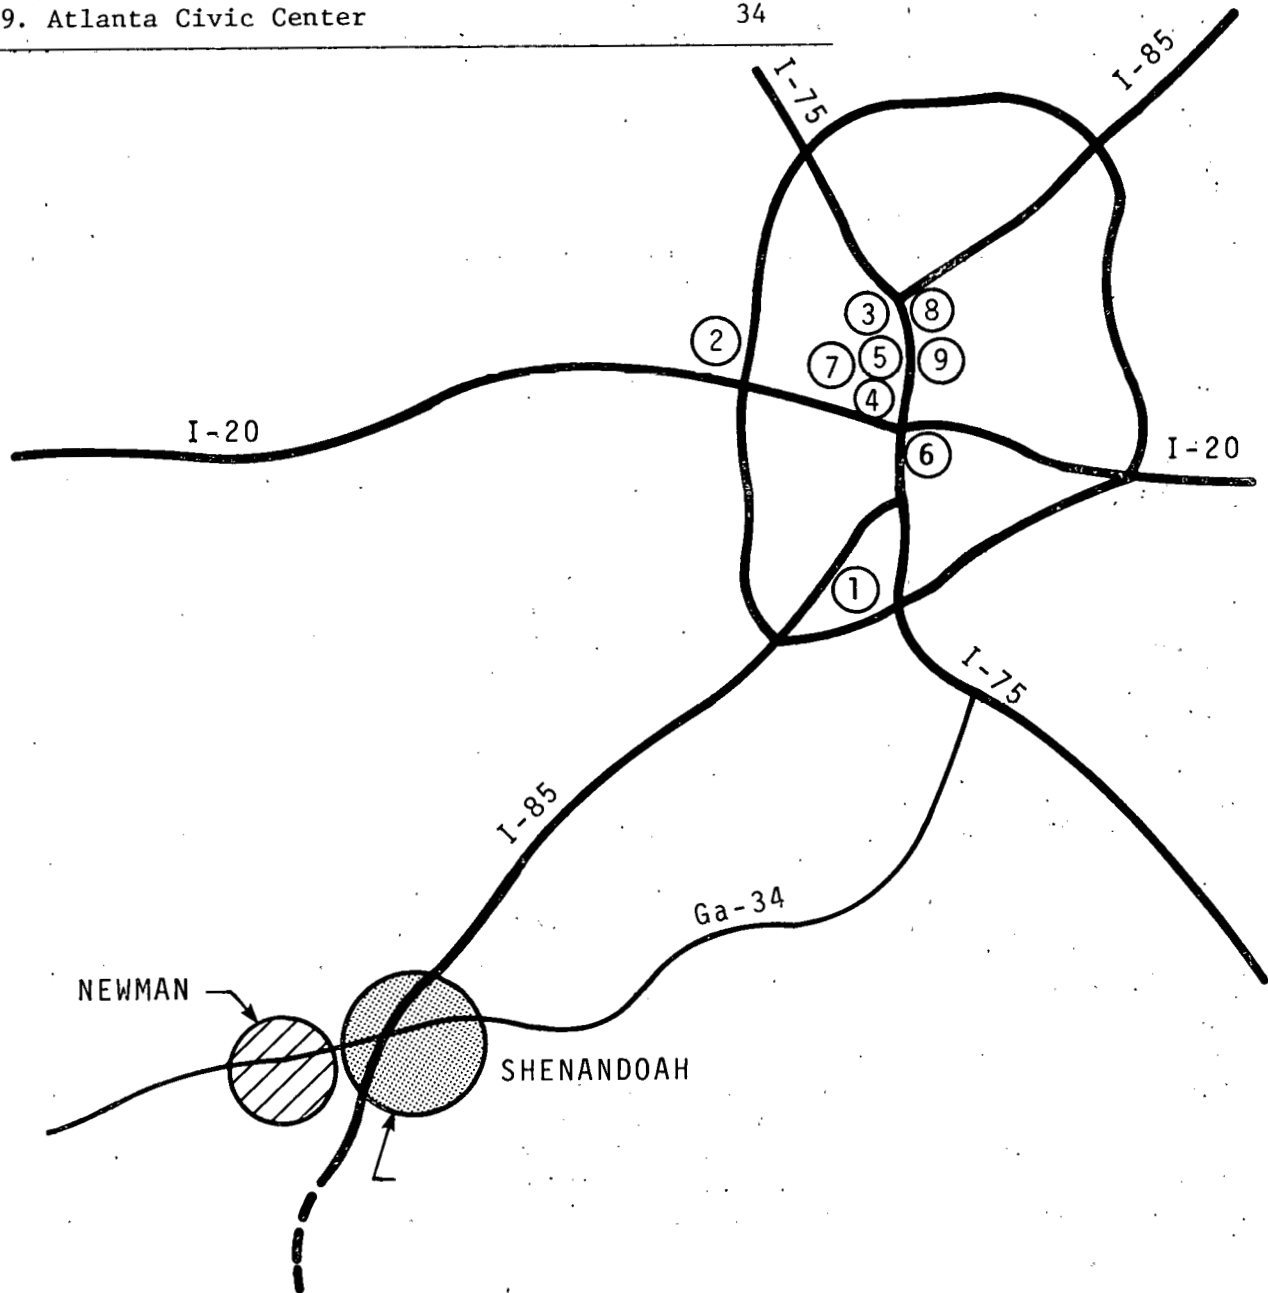 9. Atlanta Civic Center 34
I-75
I-85
3
8
2
7
5
9
4
I-20
6
I-20
1
I-75
I-85
Ga-34
NEWMAN
SHENANDOAH